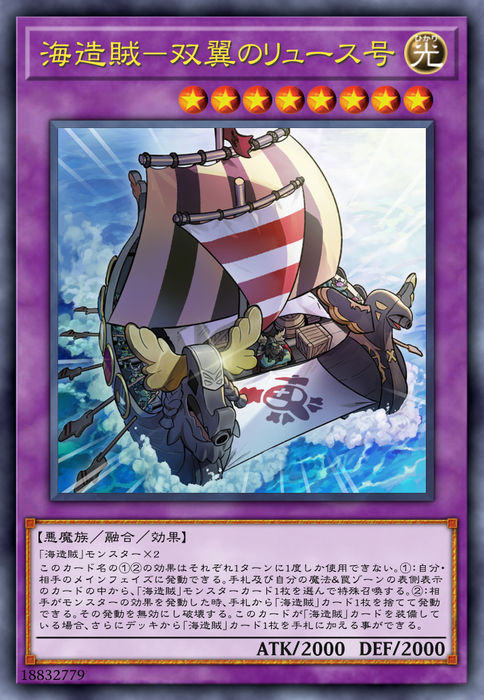 海造賊－双翼のリュース号
ひかり
光
【悪魔族／融合／効果】
「海造賊」モンスター×2
このカード名の①②の効果はそれぞれ1ターンに1度しか使用できない。①：自分・
相手のメインフェイズに発動できる。手札及び自分の魔法&罠ゾーンの表側表示
のカードの中から、「海造賊」モンスターカード1枚を選んで特殊召喚する。②：相
手がモンスターの効果を発動した時、手札から「海造賊」カード1枚を捨てて発動
できる。その発動を無効にし破壊する。このカードが「海造賊」カードを装備して
いる場合、さらにデッキから「海造賊」カード1枚を手札に加える事ができる。
ATK/2000 DEF/2000
18832779